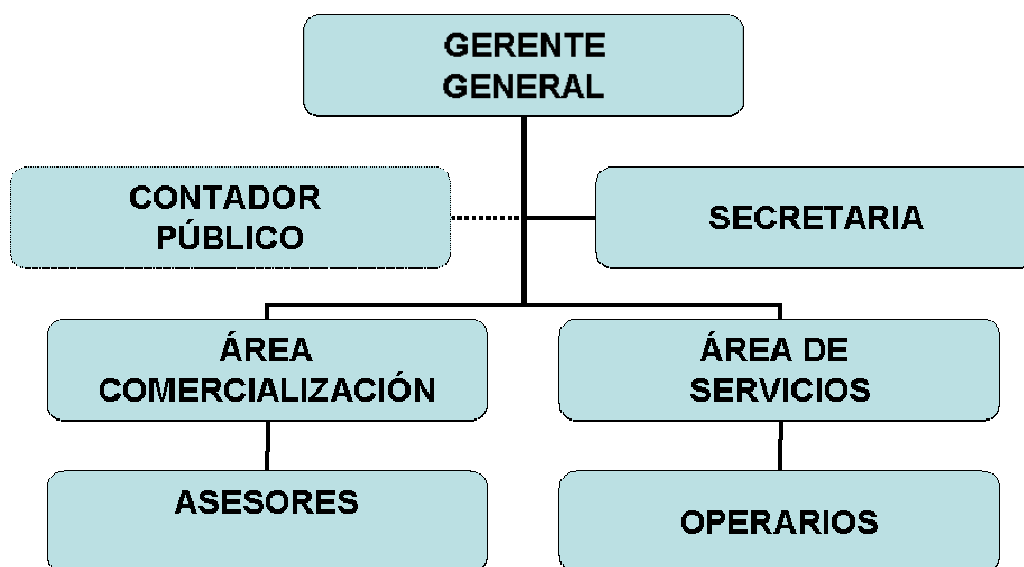 GERENTE
GENERAL
CONTADOR
PÚBLICO
SECRETARIA
ÁREA
COMERCIALIZACIÓN
ÁREA DE
SERVICIOS
ASESORES
OPERARIOS